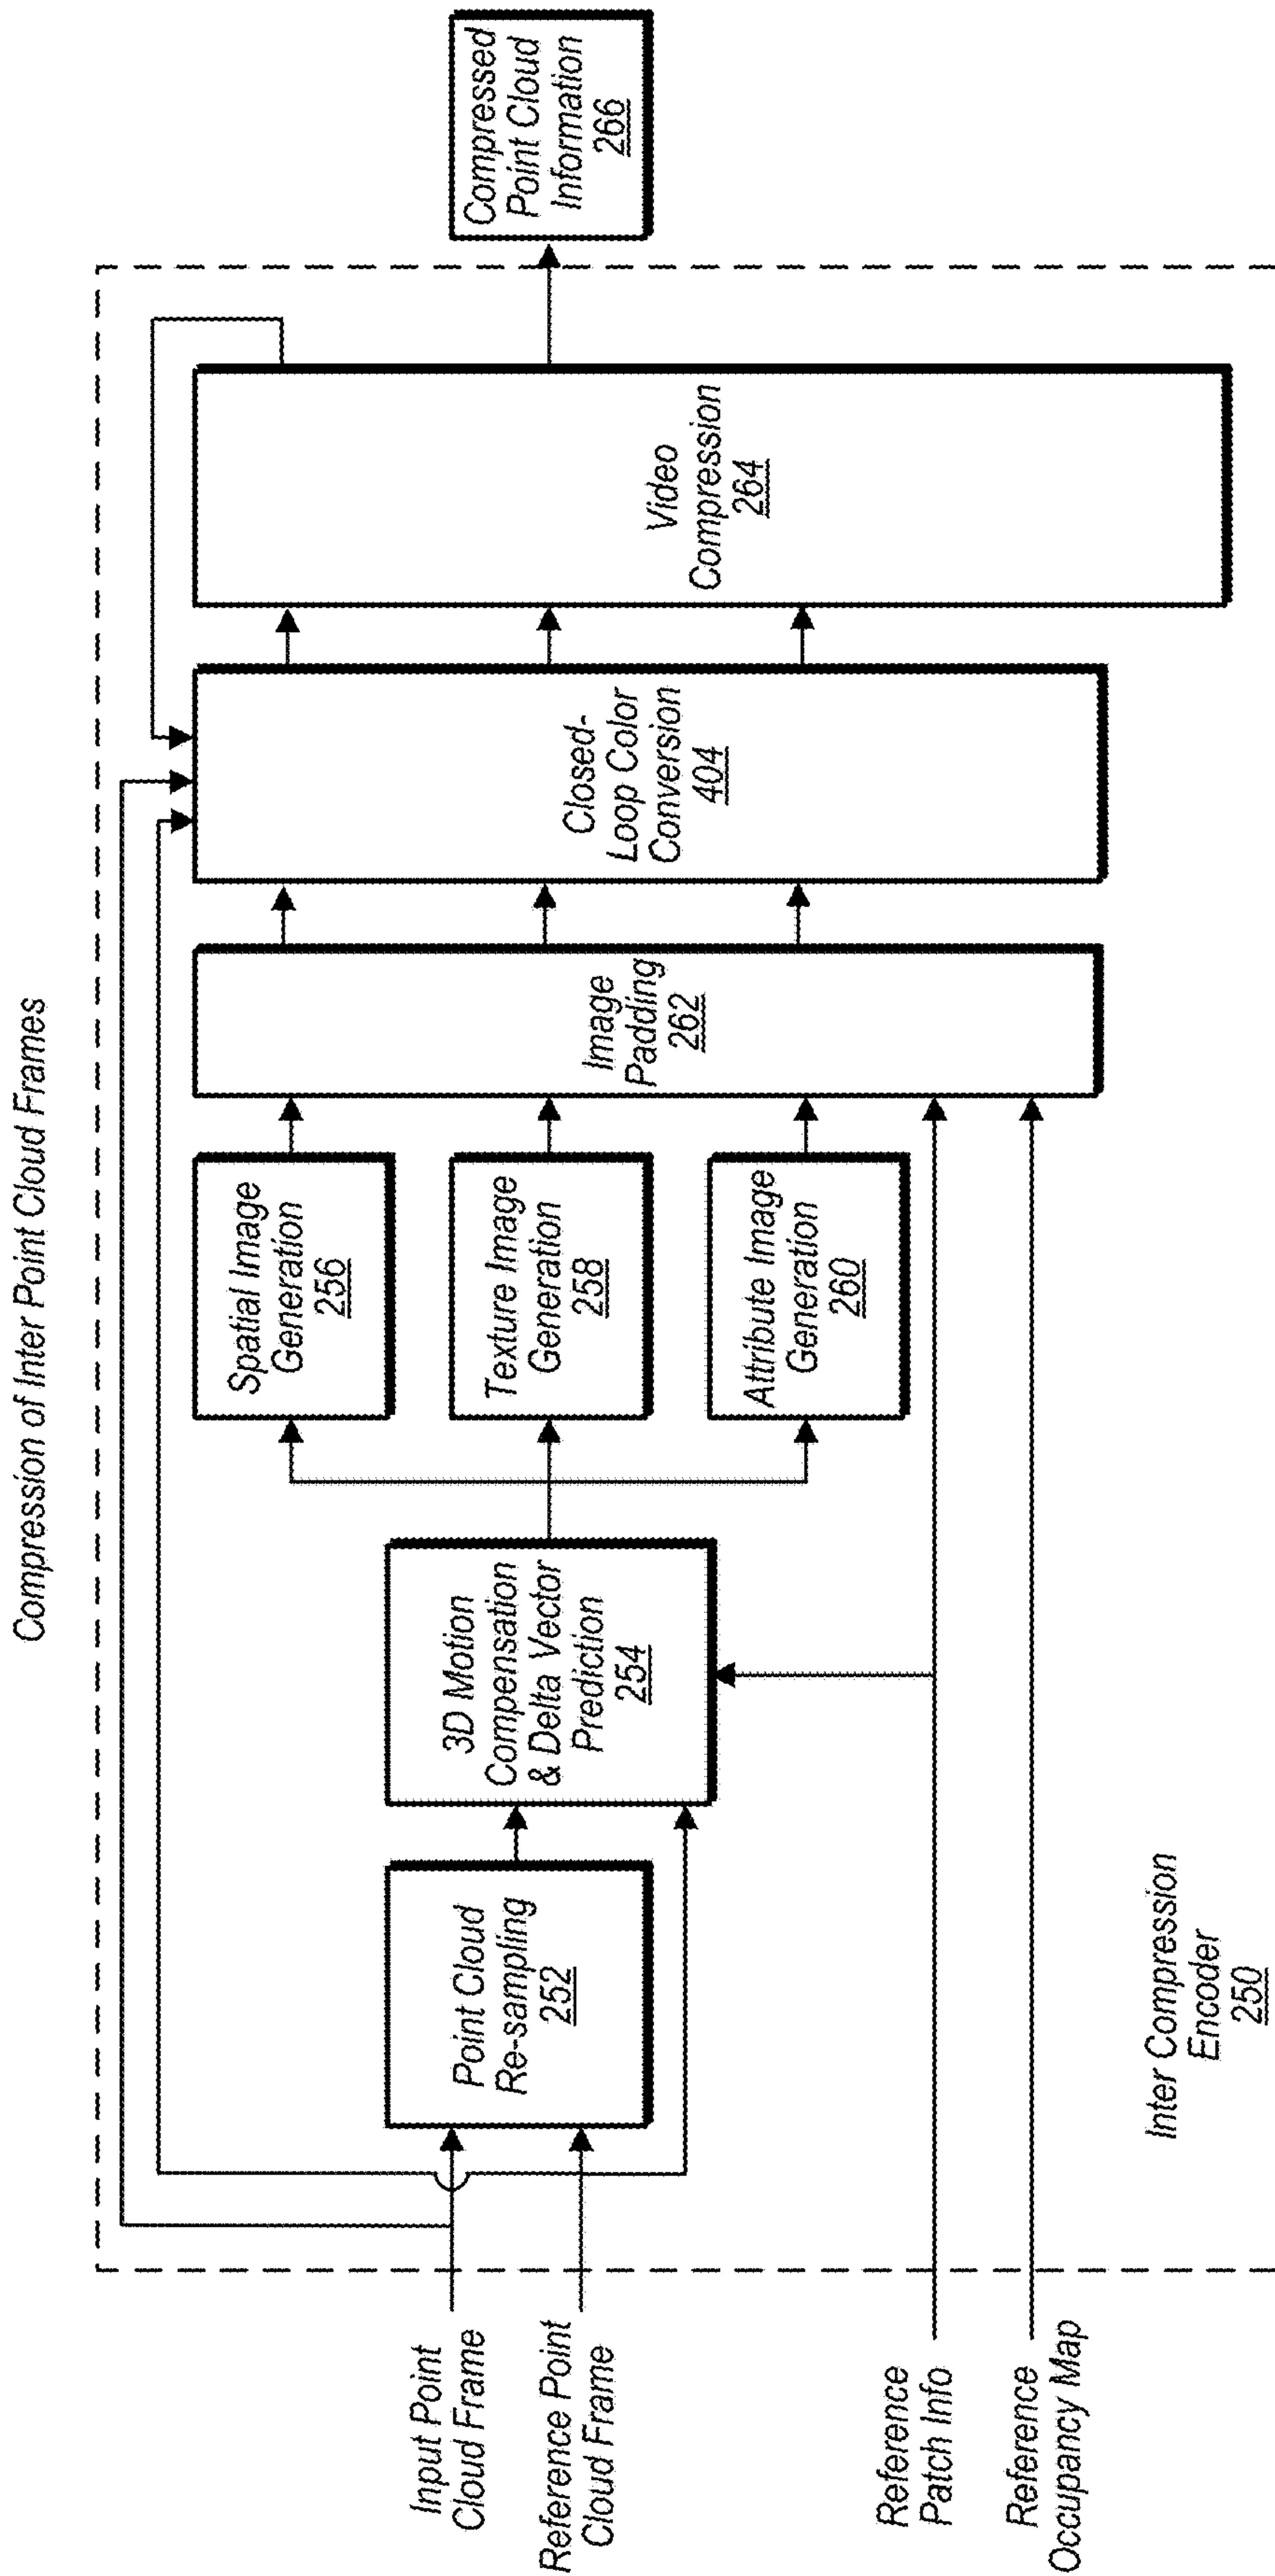 Compression of Inter Point Cloud Frames
Input Point
Cloud Frame
Reference Point
Cloud Frame
Reference
Patch Info
Reference
Occupancy Map
Point Cloud
Re-sampling
252
3D Motion
Compensation
& Delta Vector
Prediction
254
Spatial Image
Generation
256
Texture Image
Generation
258
Attribute Image
Generation
260
Image
Padding
262
Closed-
Loop Color
Conversion
404
Video
Compression
264
Compressed
Point Cloud
Information
266
Inter Compression
Encoder
250